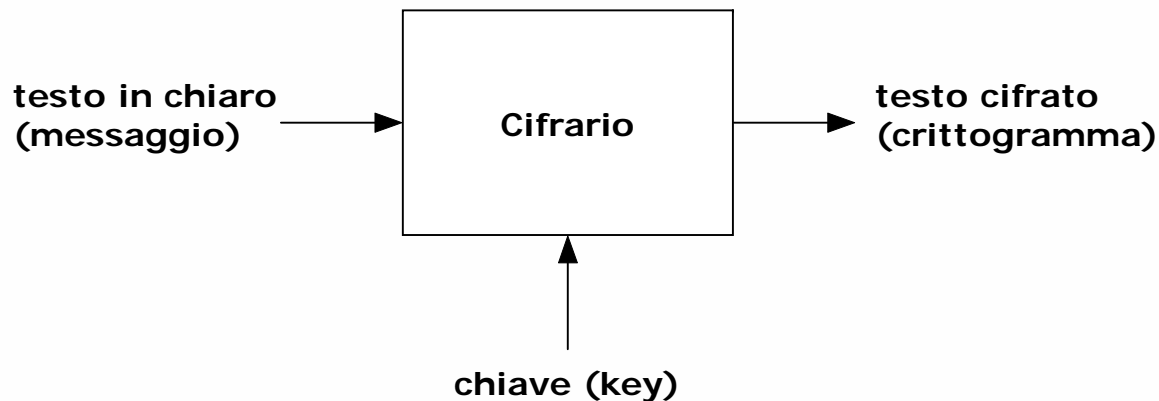 testo in chiaro
(messaggio)
Cifrario
testo cifrato
(crittogramma)
chiave (key)